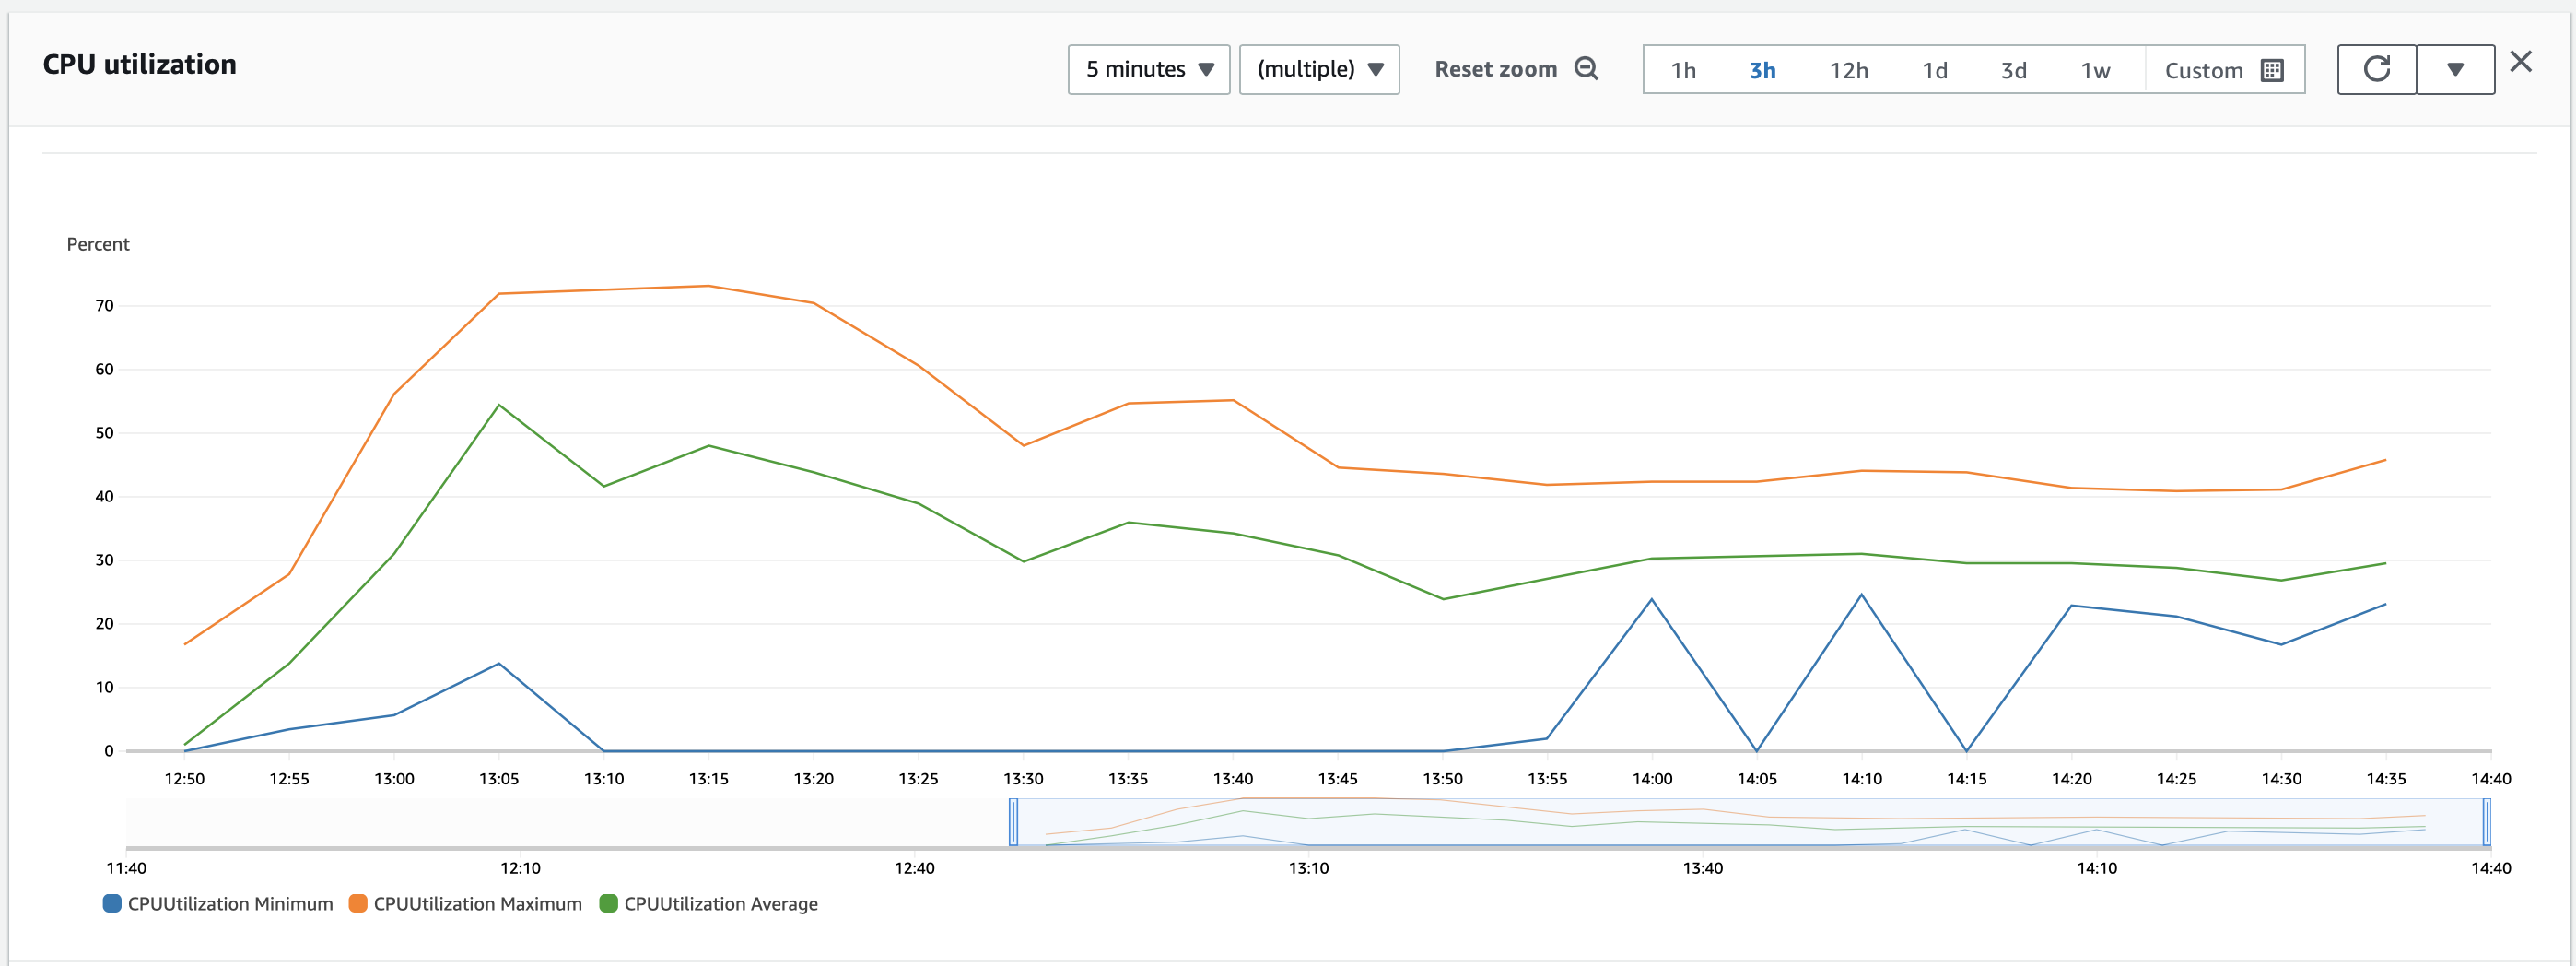 CPU utilization
5 minutes (multiple) Reset zoom 1h 3h 12h 1d 3d 1w Custom
Percent
70
60
50
40
30
20
10
0
12:50 12:55 13:00 13:05 13:10 13:15 13:20 13:25 13:30 13:35 13:40 13:45 13:50 13:55 14:00 14:05 14:10 14:15 14:20 14:25 14:30 14:35 14:40
11:40 12:10 12:40 13:10 13:40 14:10 14:40
CPUUtilization Minimum CPUUtilization Maximum CPUUtilization Average